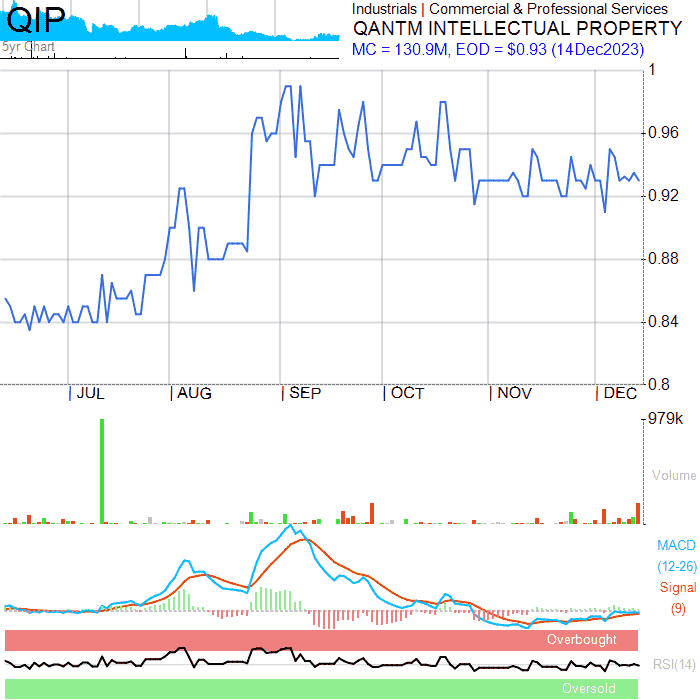 QIP
5yr Chart
Industrials | Commercial & Professional Services
QANTM INTELLECTUAL PROPERTY
MC = 130.9M, EOD = $0.93 (14Dec2023)
1
0.96
0.92
0.88
0.84
0.8
JUL AUG SEP OCT NOV DEC
979k
Volume
MACD
(12-26)
Signal
(9)
Overbought
RSI(14)
Oversold